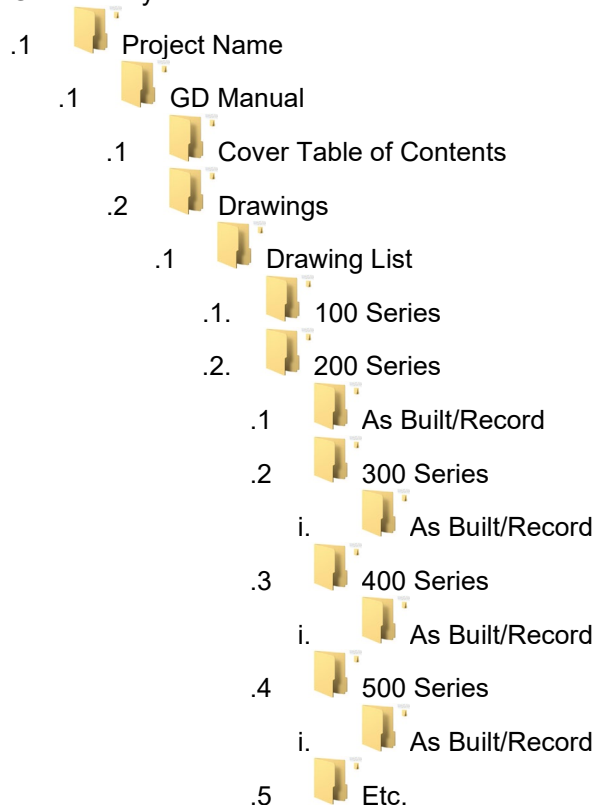 .1 Project Name
.1 GD Manual
.1 Cover Table of Contents
.2 Drawings
.1 Drawing List
.1. 100 Series
.2. 200 Series
.1 As Built/Record
.2 300 Series
i. As Built/Record
.3 400 Series
i. As Built/Record
.4 500 Series
i. As Built/Record
.5 Etc.